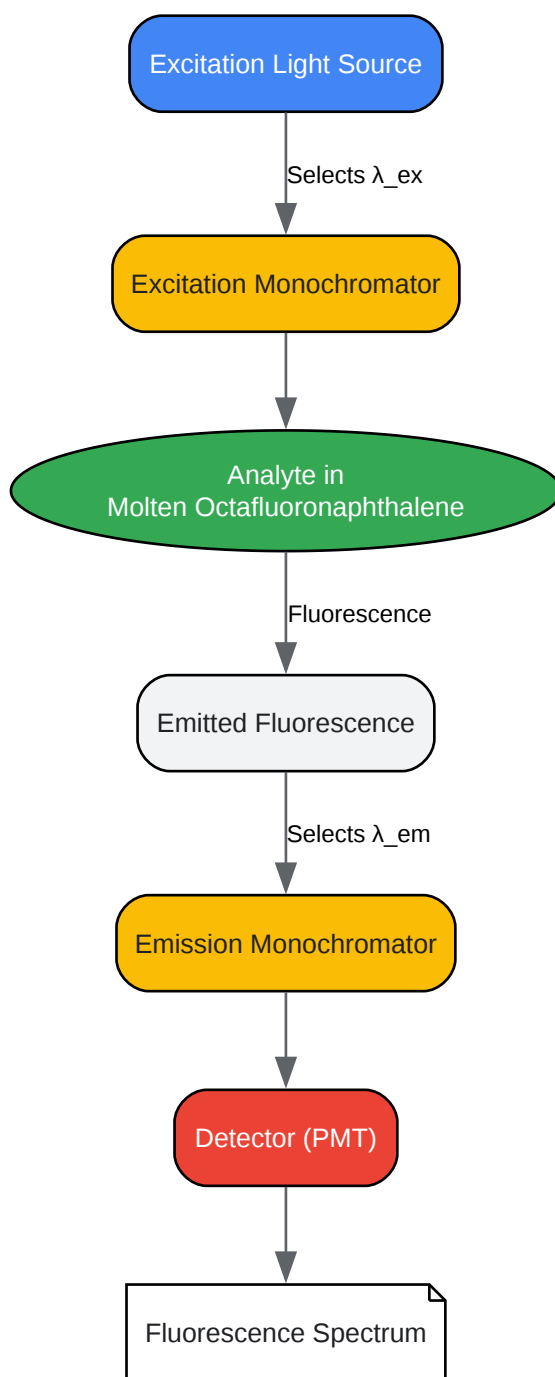 Excitation Light Source
Selects λ_ex
Excitation Monochromator
Analyte in
Molten Octafluoronaphthalene
Fluorescence
Emitted Fluorescence
Selects λ_em
Emission Monochromator
Detector (PMT)
Fluorescence Spectrum